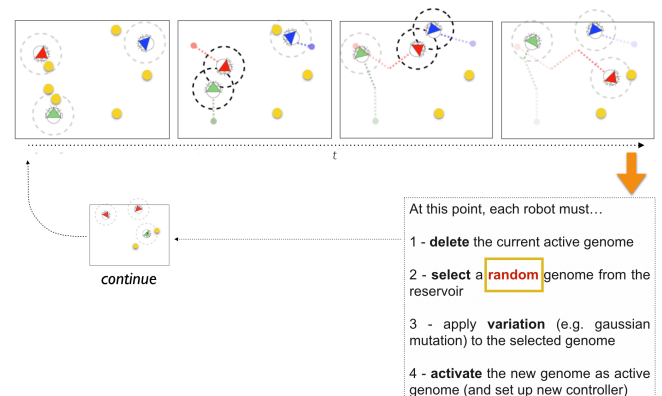 t
At this point, each robot must…
1 - delete the current active genome
2 - select a random genome from the
reservoir
3 - apply variation (e.g. gaussian
mutation) to the selected genome
4 - activate the new genome as active
genome (and set up new controller)
continue